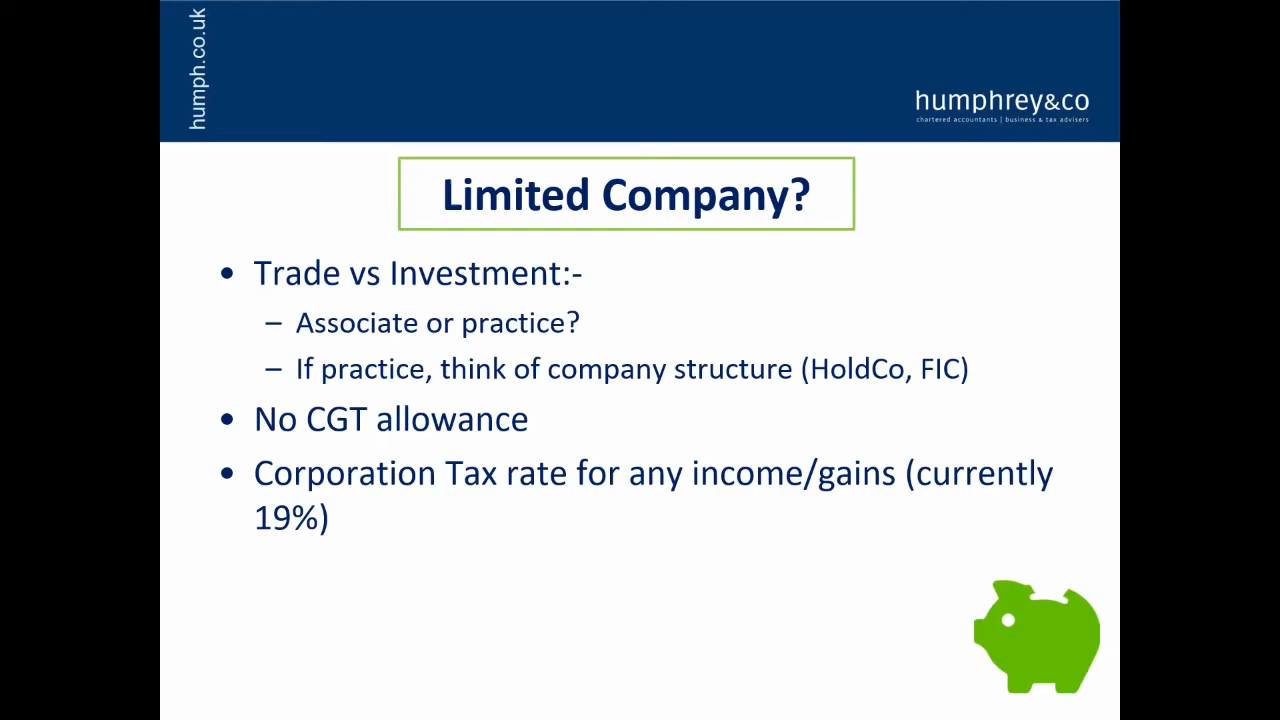 humph.co.uk
humphrey&co
chartered accountants | business & tax advisers
Limited Company?
• Trade vs Investment:-
– Associate or practice?
– If practice, think of company structure (HoldCo, FIC)
• No CGT allowance
• Corporation Tax rate for any income/gains (currently
19%)